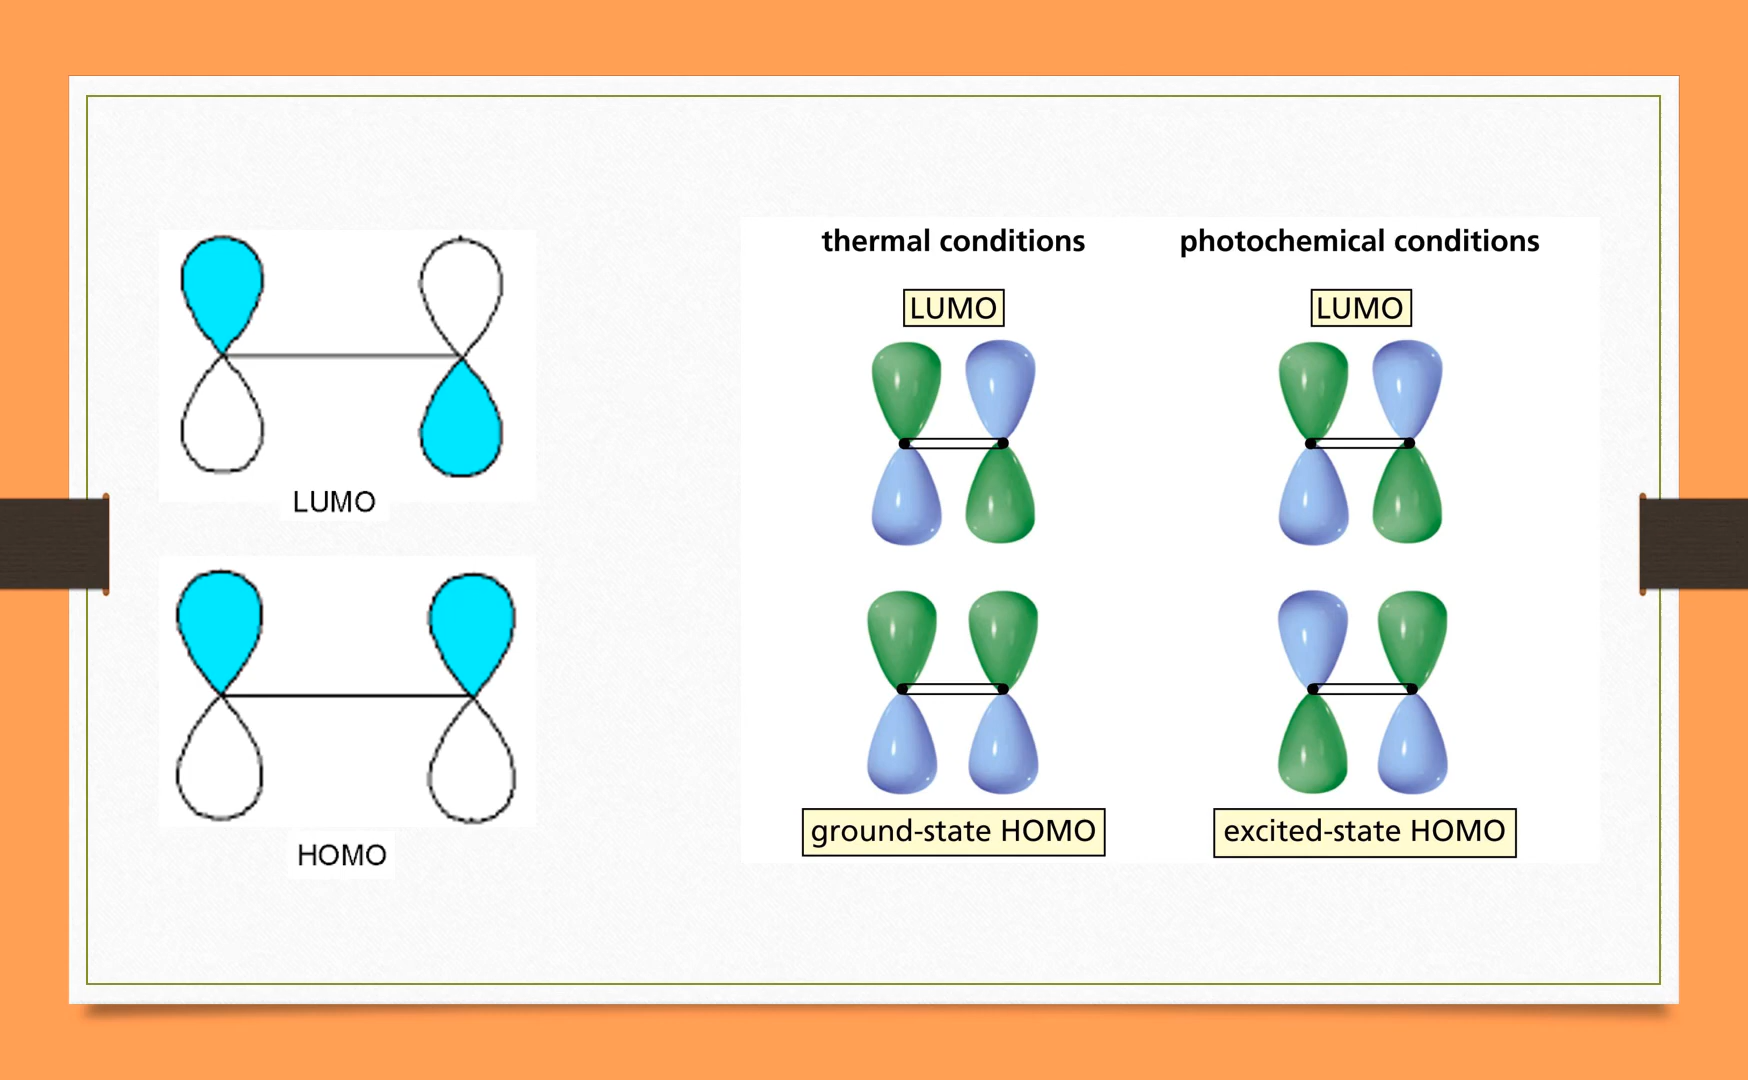 LUMO
HOMO
thermal conditions
LUMO
ground-state HOMO
photochemical conditions
LUMO
excited-state HOMO